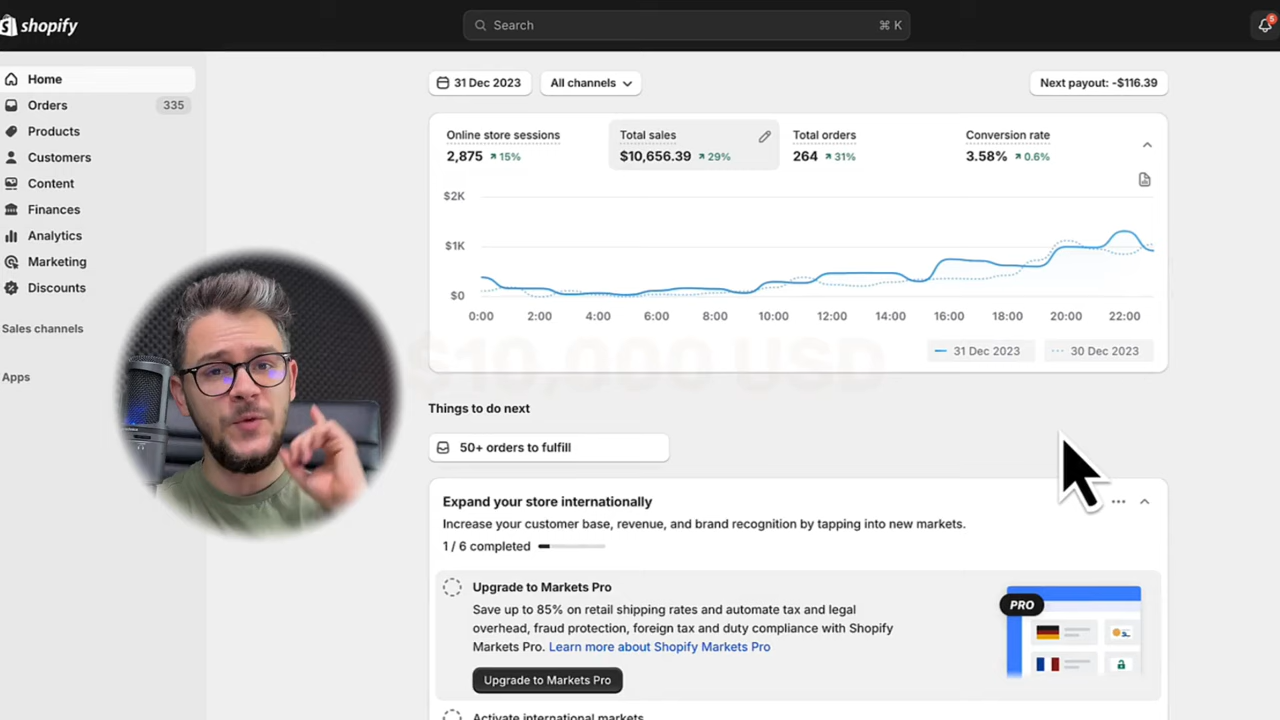 shopify
Search
⌘ K
5
Home
Orders 335
Products
Customers
Content
Finances
Analytics
Marketing
Discounts
Sales channels
Apps
31 Dec 2023
All channels
Next payout: -$116.39
Online store sessions
2,875 ↗ 15%
Total sales
$10,656.39 ↗ 29%
Total orders
264 ↗ 31%
Conversion rate
3.58% ↗ 0.6%
$2K
$1K
$0
0:00 2:00 4:00 6:00 8:00 10:00 12:00 14:00 16:00 18:00 20:00 22:00
31 Dec 2023
30 Dec 2023
$10,000 USD
Things to do next
50+ orders to fulfill
Expand your store internationally
Increase your customer base, revenue, and brand recognition by tapping into new markets.
1 / 6 completed
Upgrade to Markets Pro
Save up to 85% on retail shipping rates and automate tax and legal
overhead, fraud protection, foreign tax and duty compliance with Shopify
Markets Pro. Learn more about Shopify Markets Pro
Upgrade to Markets Pro
PRO
Activate international markets